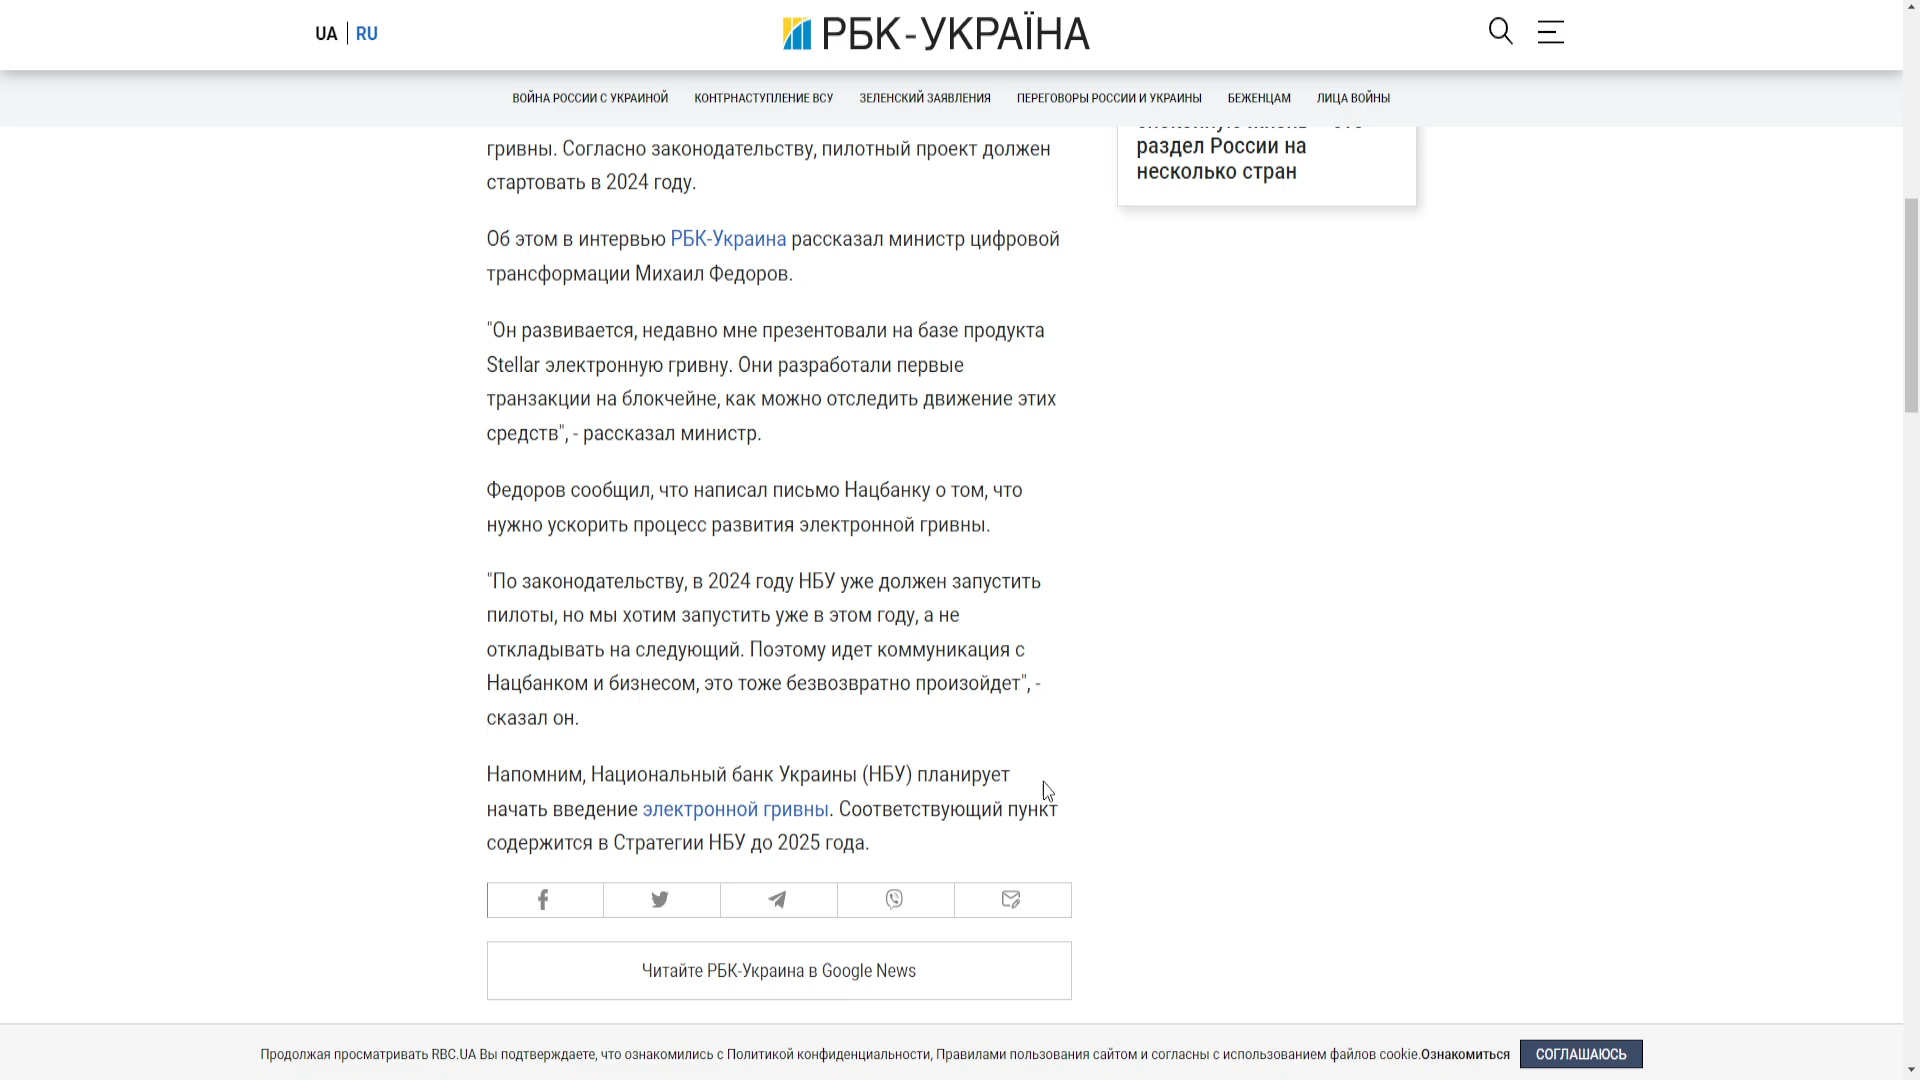 UA RU
РБК-УКРАЇНА
ВОЙНА РОССИИ С УКРАИНОЙ КОНТРНАСТУПЛЕНИЕ ВСУ ЗЕЛЕНСКИЙ ЗАЯВЛЕНИЯ ПЕРЕГОВОРЫ РОССИИ И УКРАИНЫ БЕЖЕНЦАМ ЛИЦА ВОЙНЫ
раздел России на
несколько стран
гривны. Согласно законодательству, пилотный проект должен
стартовать в 2024 году.
Об этом в интервью РБК-Украина рассказал министр цифровой
трансформации Михаил Федоров.
"Он развивается, недавно мне презентовали на базе продукта
Stellar электронную гривну. Они разработали первые
транзакции на блокчейне, как можно отследить движение этих
средств", - рассказал министр.
Федоров сообщил, что написал письмо Нацбанку о том, что
нужно ускорить процесс развития электронной гривны.
"По законодательству, в 2024 году НБУ уже должен запустить
пилоты, но мы хотим запустить уже в этом году, а не
откладывать на следующий. Поэтому идет коммуникация с
Нацбанком и бизнесом, это тоже безвозвратно произойдет", -
сказал он.
Напомним, Национальный банк Украины (НБУ) планирует
начать введение электронной гривны. Соответствующий пункт
содержится в Стратегии НБУ до 2025 года.
Читайте РБК-Украина в Google News
Продолжая просматривать RBC.UA Вы подтверждаете, что ознакомились с Политикой конфиденциальности, Правилами пользования сайтом и согласны с использованием файлов cookie.Ознакомиться СОГЛАШАЮСЬ